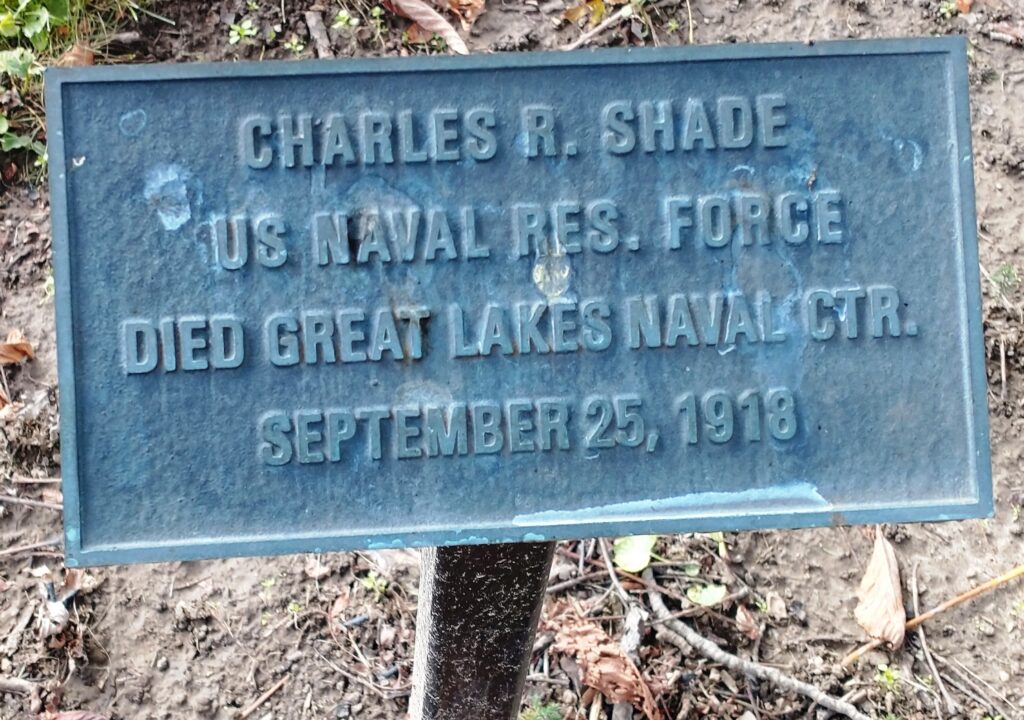 CHARLES R. SHADE
US NAVAL RES. FORCE
DIED GREAT LAKES NAVAL CTR.
SEPTEMBER 25, 1918